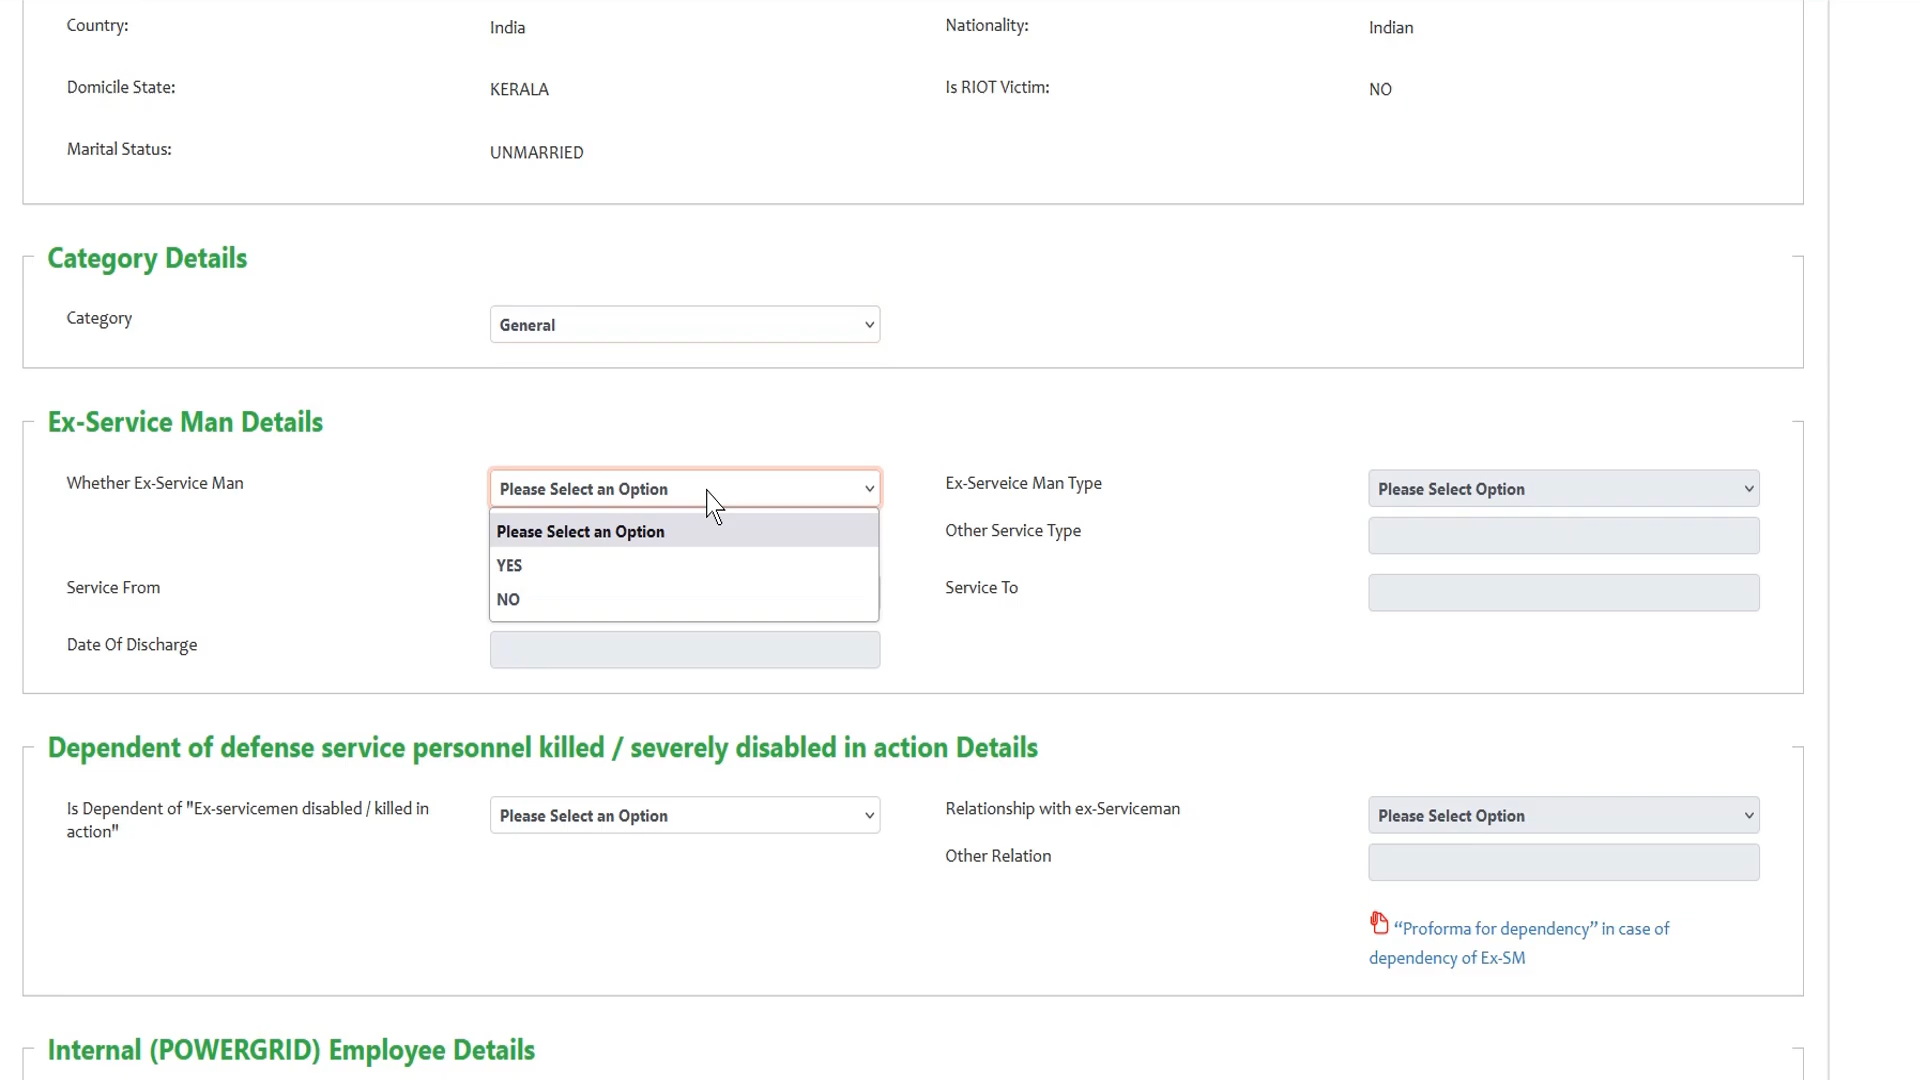 Country:
India
Nationality:
Indian
Domicile State:
KERALA
Is RIOT Victim:
NO
Marital Status:
UNMARRIED
Category Details
Category
General
Ex-Service Man Details
Whether Ex-Service Man
Please Select an Option
Ex-Serveice Man Type
Please Select Option
Please Select an Option
Other Service Type
YES
Service From
NO
Service To
Date Of Discharge
Dependent of defense service personnel killed / severely disabled in action Details
Is Dependent of "Ex-servicemen disabled / killed in
action"
Please Select an Option
Relationship with ex-Serviceman
Please Select Option
Other Relation
“Proforma for dependency” in case of
dependency of Ex-SM
Internal (POWERGRID) Employee Details